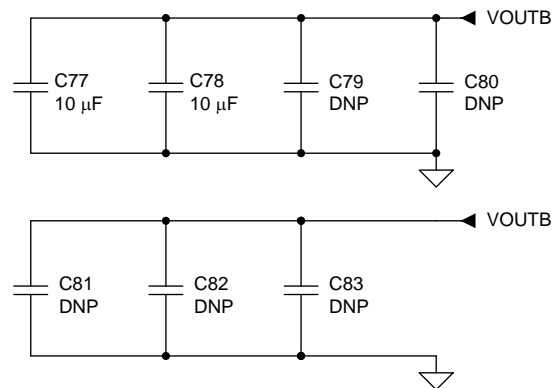 VOUTB
C77
10 μF
C78
10 μF
C79
DNP
C80
DNP
VOUTB
C81
DNP
C82
DNP
C83
DNP